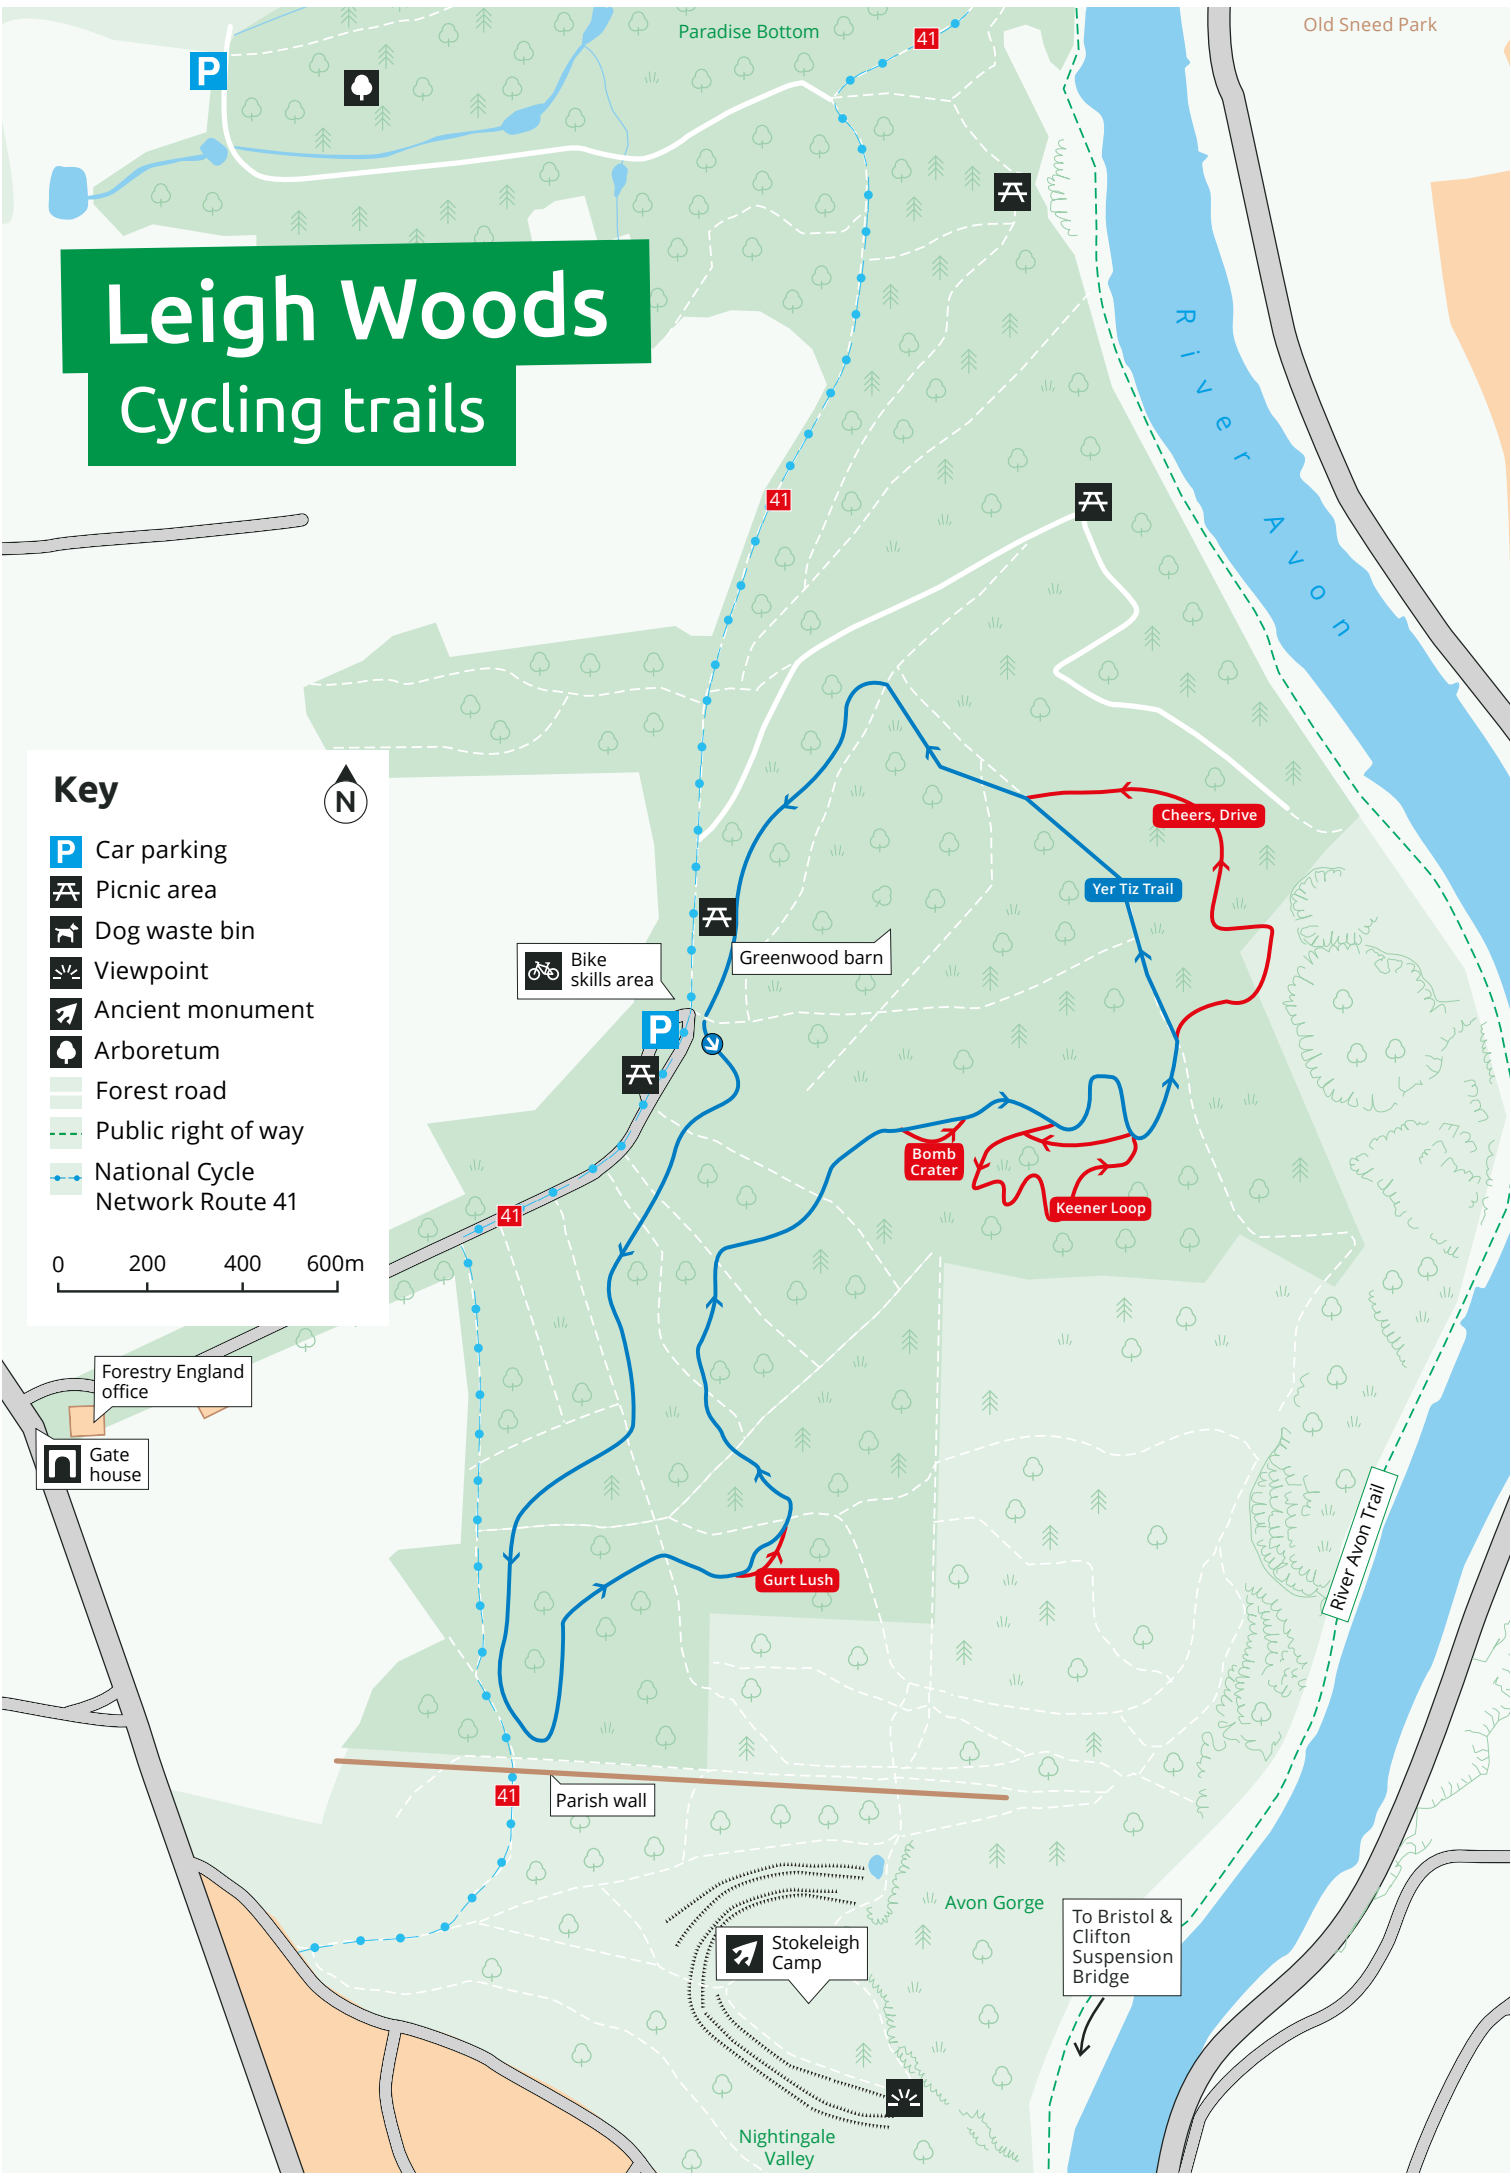 Paradise Bottom
41
Old Sneed Park
P
Leigh Woods
Cycling trails
River Avon
41
Key
N
P Car parking
Picnic area
Dog waste bin
Viewpoint
Ancient monument
Arboretum
Forest road
Public right of way
National Cycle
Network Route 41
0 200 400 600m
Cheers, Drive
Yer Tiz Trail
Greenwood barn
Bike
skills area
P
Bomb
Crater
Keener Loop
41
Forestry England
office
Gate
house
Gurt Lush
River Avon Trail
41
Parish wall
Avon Gorge
To Bristol &
Clifton
Suspension
Bridge
Stokeleigh
Camp
Nightingale
Valley